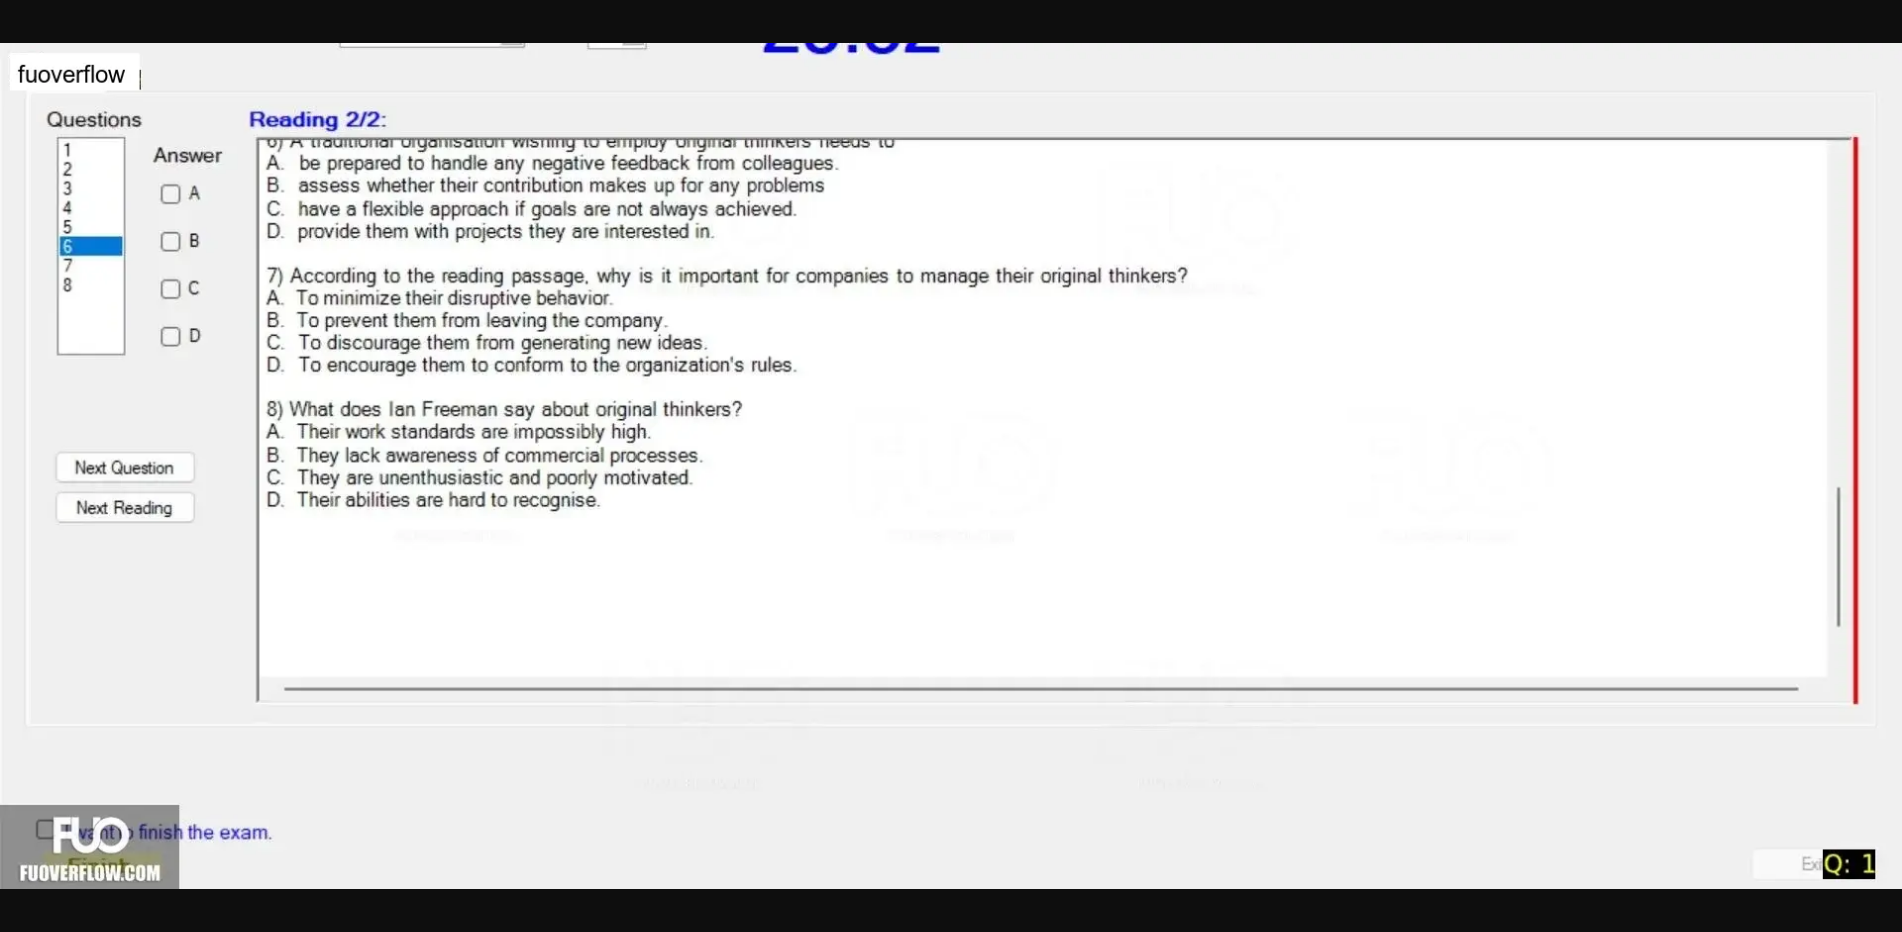 fuoverflow
Questions
Reading 2/2:
1
2
3
4
5
6
7
8
Answer
A
B
C
D
Next Question
Next Reading
6) A traditional organisation wishing to employ original thinkers needs to
A. be prepared to handle any negative feedback from colleagues.
B. assess whether their contribution makes up for any problems
C. have a flexible approach if goals are not always achieved.
D. provide them with projects they are interested in.
7) According to the reading passage, why is it important for companies to manage their original thinkers?
A. To minimize their disruptive behavior.
B. To prevent them from leaving the company.
C. To discourage them from generating new ideas.
D. To encourage them to conform to the organization's rules.
8) What does Ian Freeman say about original thinkers?
A. Their work standards are impossibly high.
B. They lack awareness of commercial processes.
C. They are unenthusiastic and poorly motivated.
D. Their abilities are hard to recognise.
want to finish the exam.
FUO
FUOVERFLOW.COM
Q: 1